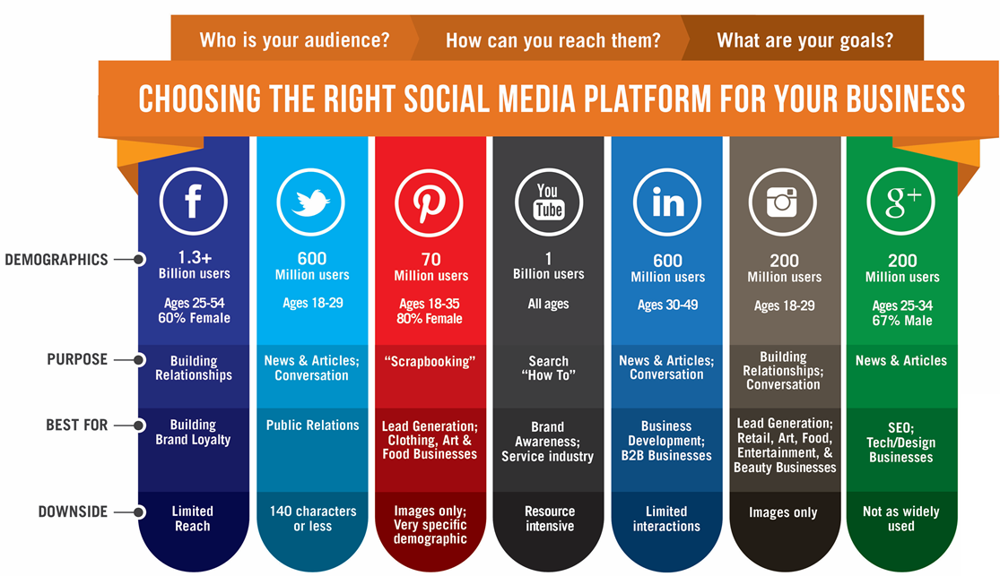 Who is your audience?
How can you reach them?
What are your goals?
CHOOSING THE RIGHT SOCIAL MEDIA PLATFORM FOR YOUR BUSINESS
f
You
Tube
in
g+
DEMOGRAPHICS
1.3+
Billion users
Ages 25-54
60% Female
600
Million users
Ages 18-29
70
Million users
Ages 18-35
80% Female
1
Billion users
All ages
600
Million users
Ages 30-49
200
Million users
Ages 18-29
200
Million users
Ages 25-34
67% Male
PURPOSE
Building
Relationships
News & Articles;
Conversation
“Scrapbooking”
Search
“How To”
News & Articles;
Conversation
Building
Relationships;
Conversation
News & Articles
BEST FOR
Building
Brand Loyalty
Public Relations
Lead Generation;
Clothing, Art &
Food Businesses
Brand
Awareness;
Service industry
Business
Development;
B2B Businesses
Lead Generation;
Retail, Art, Food,
Entertainment, &
Beauty Businesses
SEO;
Tech/Design
Businesses
DOWNSIDE
Limited
Reach
140 characters
or less
Images only;
Very specific
demographic
Resource
intensive
Limited
interactions
Images only
Not as widely
used